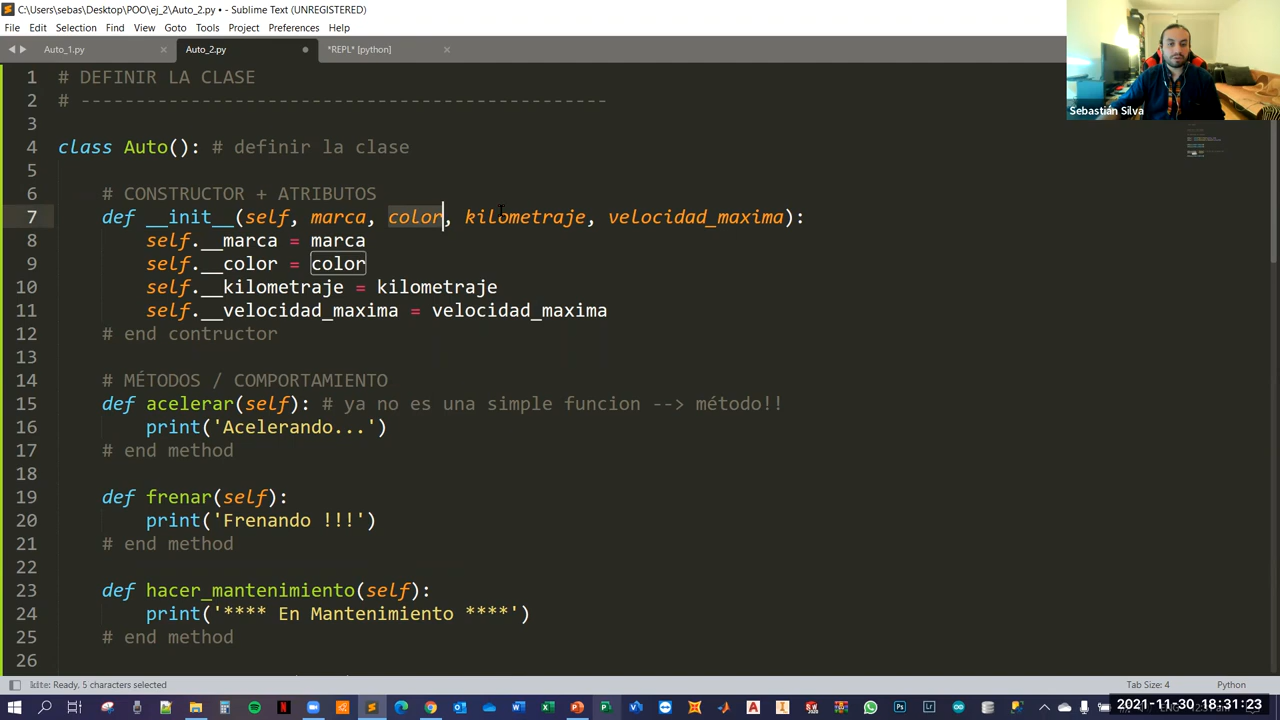 C:\Users\sebas\Desktop\POO\ej_2\Auto_2.py • - Sublime Text (UNREGISTERED)
File Edit Selection Find View Goto Tools Project Preferences Help
Auto_1.py
Auto_2.py
*REPL* [python]
Sebastián Silva
1 # DEFINIR LA CLASE
2 # ------------------------------------------------
3
4 class Auto(): # definir la clase
5
6 # CONSTRUCTOR + ATRIBUTOS
7 def __init__(self, marca, color, kilometraje, velocidad_maxima):
8 self.__marca = marca
9 self.__color = color
10 self.__kilometraje = kilometraje
11 self.__velocidad_maxima = velocidad_maxima
12 # end contructor
13
14 # MÉTODOS / COMPORTAMIENTO
15 def acelerar(self): # ya no es una simple funcion --> método!!
16 print('Acelerando...')
17 # end method
18
19 def frenar(self):
20 print('Frenando !!!')
21 # end method
22
23 def hacer_mantenimiento(self):
24 print('**** En Mantenimiento ****')
25 # end method
26
kite: Ready, 5 characters selected
Tab Size: 4
Python
2021-11-30 18:31:23